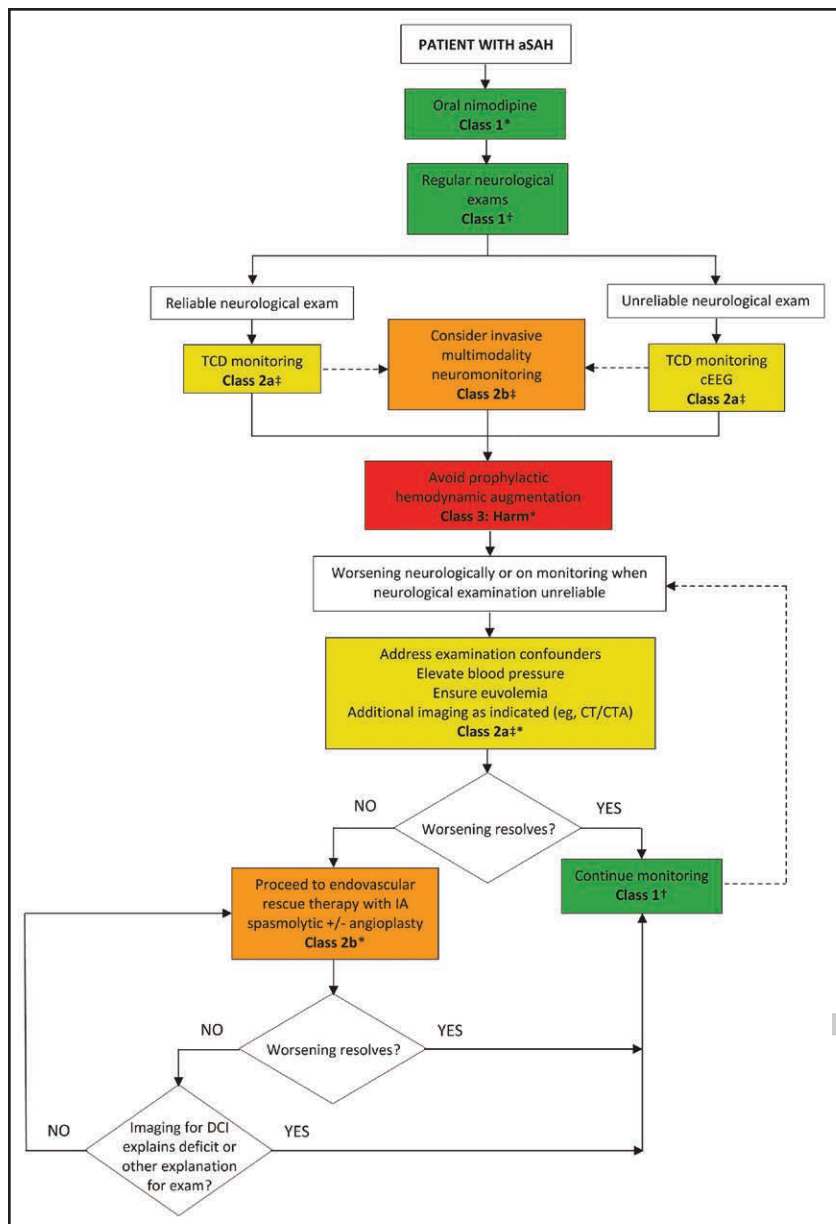 PATIENT WITH aSAH
Oral nimodipine
Class 1*
Regular neurological
exams
Class 1†
Reliable neurological exam
Unreliable neurological exam
Consider invasive
multimodality
neuromonitoring
Class 2b‡
TCD monitoring
Class 2a‡
TCD monitoring
cEEG
Class 2a‡
Avoid prophylactic
hemodynamic augmentation
Class 3: Harm*
Worsening neurologically or on monitoring when
neurological examination unreliable
Address examination confounders
Elevate blood pressure
Ensure euvolemia
Additional imaging as indicated (eg, CT/CTA)
Class 2a‡*
NO
YES
Worsening resolves?
Proceed to endovascular
rescue therapy with IA
spasmolytic +/- angioplasty
Class 2b*
Continue monitoring
Class 1†
NO
YES
Worsening resolves?
NO
YES
Imaging for DCI
explains deficit or
other explanation
for exam?